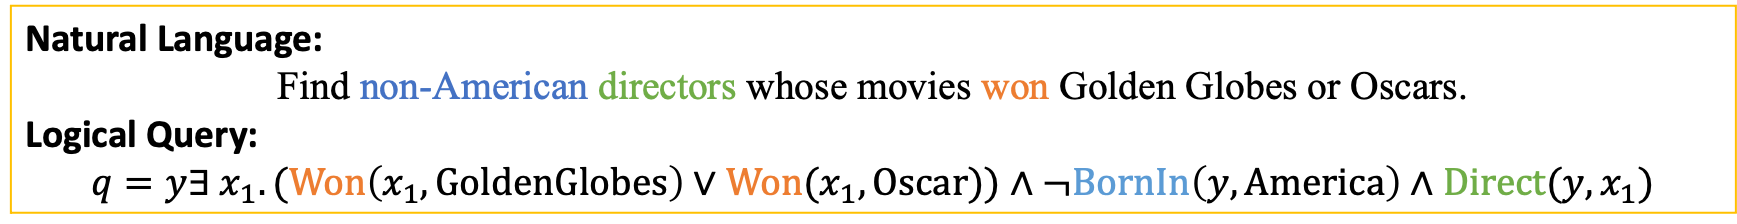 Natural Language:
Find non-American directors whose movies won Golden Globes or Oscars.
Logical Query:
q = y∃ x₁. (Won(x₁, GoldenGlobes) ∨ Won(x₁, Oscar)) ∧ ¬BornIn(y, America) ∧ Direct(y, x₁)